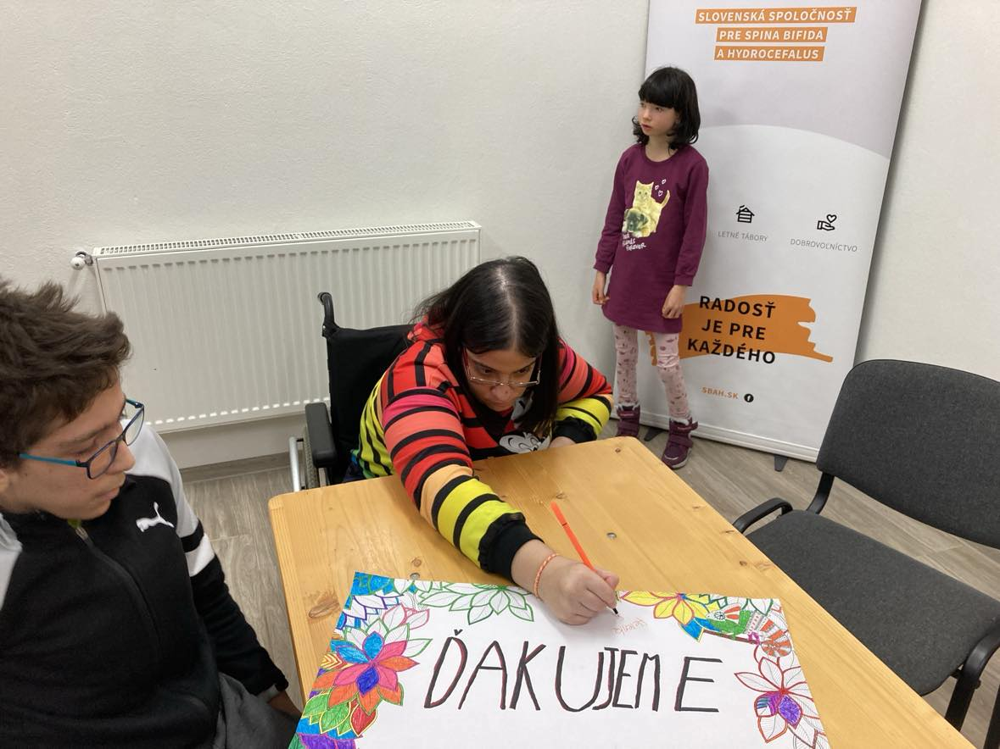 SLOVENSKÁ SPOLOČNOSŤ
PRE SPINA BIFIDA
A HYDROCEFALUS
LETNÉ TÁBORY
DOBROVOĽNÍCTVO
RADOSŤ
JE PRE
KAŽDÉHO
SBAH.SK
ĎAKUJEME